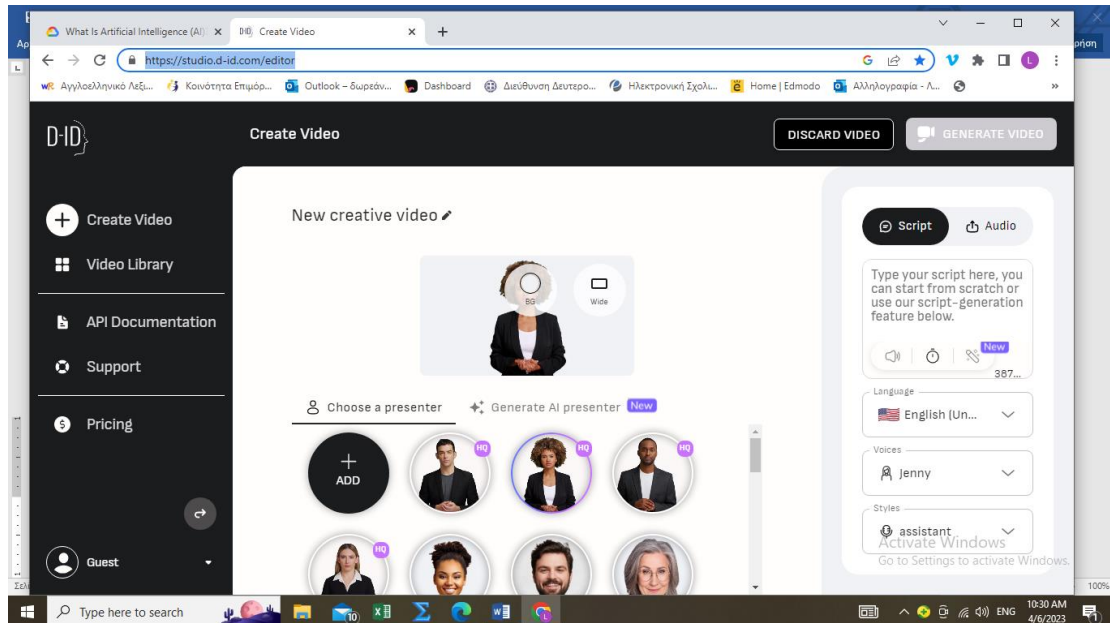 What Is Artificial Intelligence (AI)
D-ID
Create Video
https://studio.d-id.com/editor
L
ρήση
WR Αγγλοελληνικό Λεξι...
Κοινότητα Επιμόρ...
Outlook – δωρεάν...
Dashboard
Διεύθυνση Δευτερο...
Ηλεκτρονική Σχολι...
Home | Edmodo
Αλληλογραφία - Λ...
»
D-ID
Create Video
DISCARD VIDEO
GENERATE VIDEO
Create Video
Video Library
API Documentation
Support
Pricing
Guest
New creative video
BG
Wide
Choose a presenter
Generate AI presenter New
ADD
HQ
HQ
HQ
HQ
Script
Audio
Type your script here, you
can start from scratch or
use our script-generation
feature below.
New
387...
Language
English (Un...
Voices
Jenny
Styles
assistant
Activate Windows
Go to Settings to activate Windows.
100%
Type here to search
10
ENG
10:30 AM
4/6/2023
1